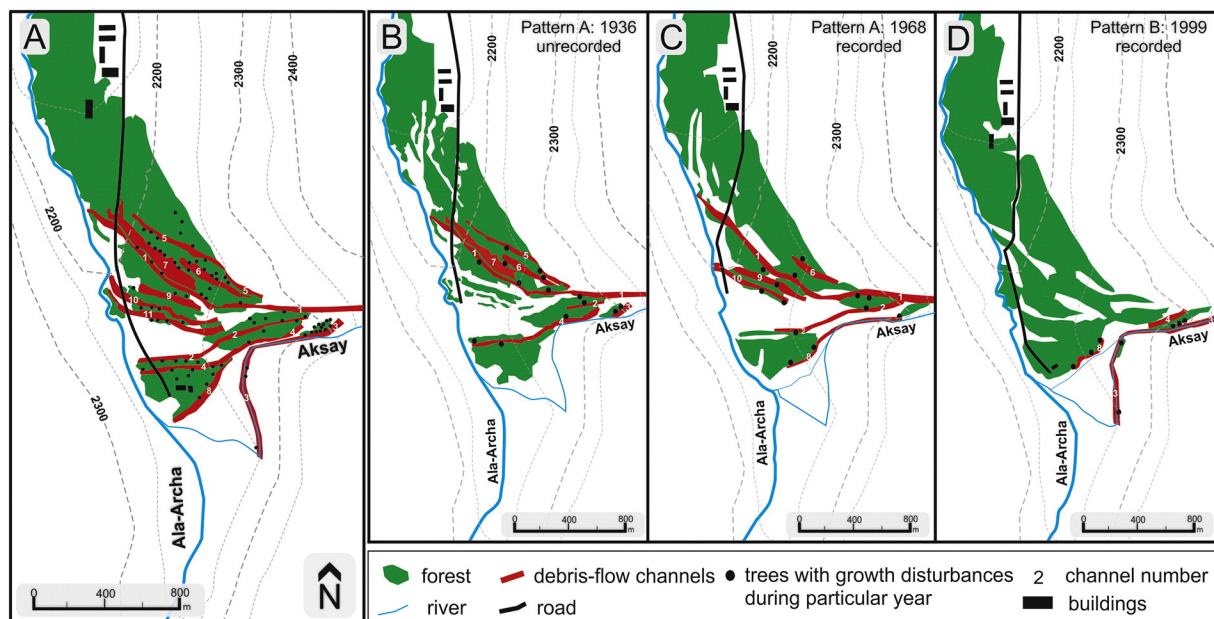 A
2200
2300
2400
5
1
7
6
5
9
10
11
1
2
4
3
2
4
8
3
Aksay
2200
2300
Ala-Archa
0 400 800
m
N
B
Pattern A: 1936
unrecorded
2200
2300
5
1
7
6
1
2
3
4
Aksay
Ala-Archa
0 400 800
m
C
Pattern A: 1968
recorded
2200
2300
1
6
9
10
1
2
2
8
Aksay
Ala-Archa
0 400 800
m
D
Pattern B: 1999
recorded
2200
2300
4
3
Aksay
8
3
Ala-Archa
0 400 800
m
forest
debris-flow channels
trees with growth disturbances
during particular year
2 channel number
river
road
buildings